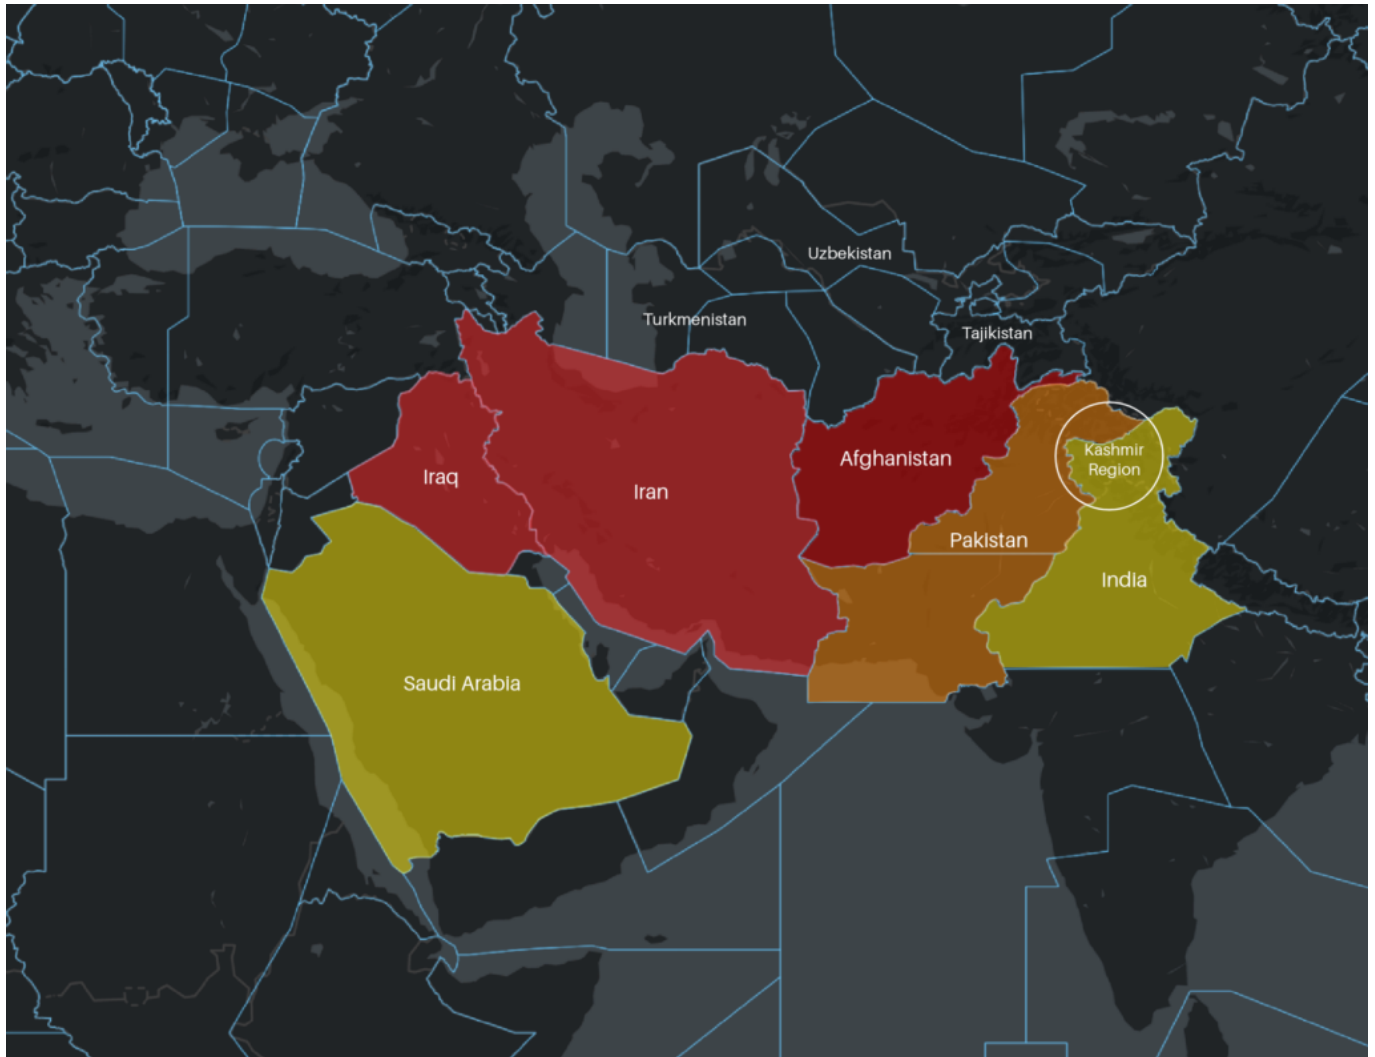 Uzbekistan
Turkmenistan
Tajikistan
Kashmir
Region
Afghanistan
Iraq
Iran
Pakistan
India
Saudi Arabia